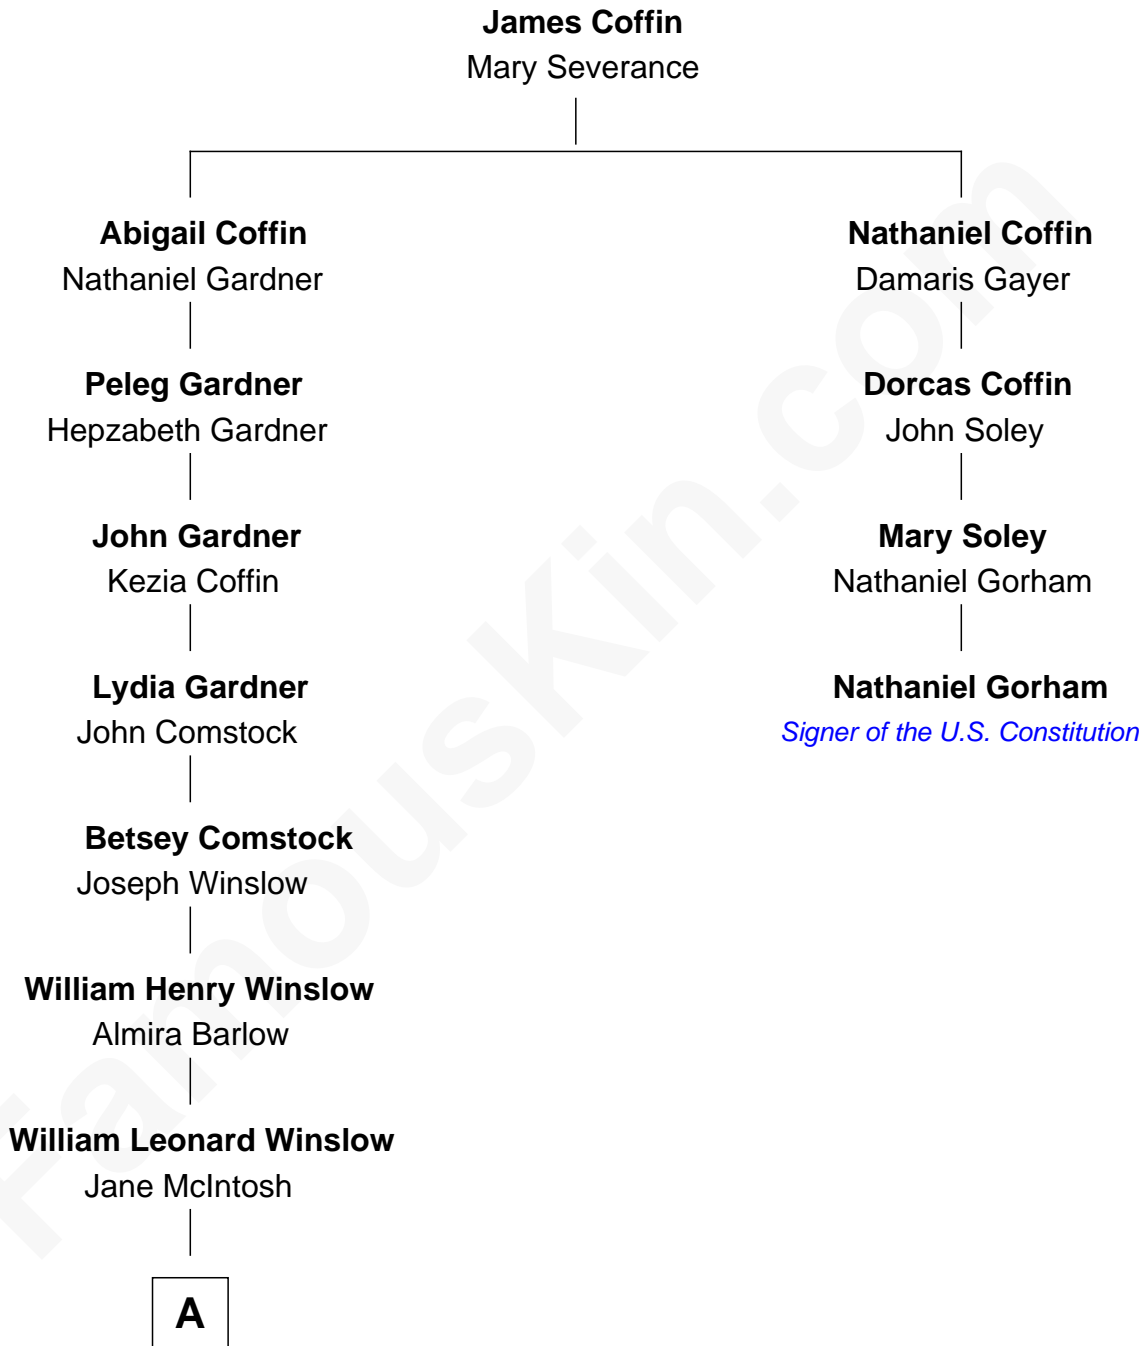 James Coffin
Mary Severance
Abigail Coffin
Nathaniel Gardner
Nathaniel Coffin
Damaris Gayer
Peleg Gardner
Hepzabeth Gardner
Dorcas Coffin
John Soley
John Gardner
Kezia Coffin
Mary Soley
Nathaniel Gorham
Lydia Gardner
John Comstock
Nathaniel Gorham
Signer of the U.S. Constitution
Betsey Comstock
Joseph Winslow
William Henry Winslow
Almira Barlow
William Leonard Winslow
Jane McIntosh
A
FamousKin.com